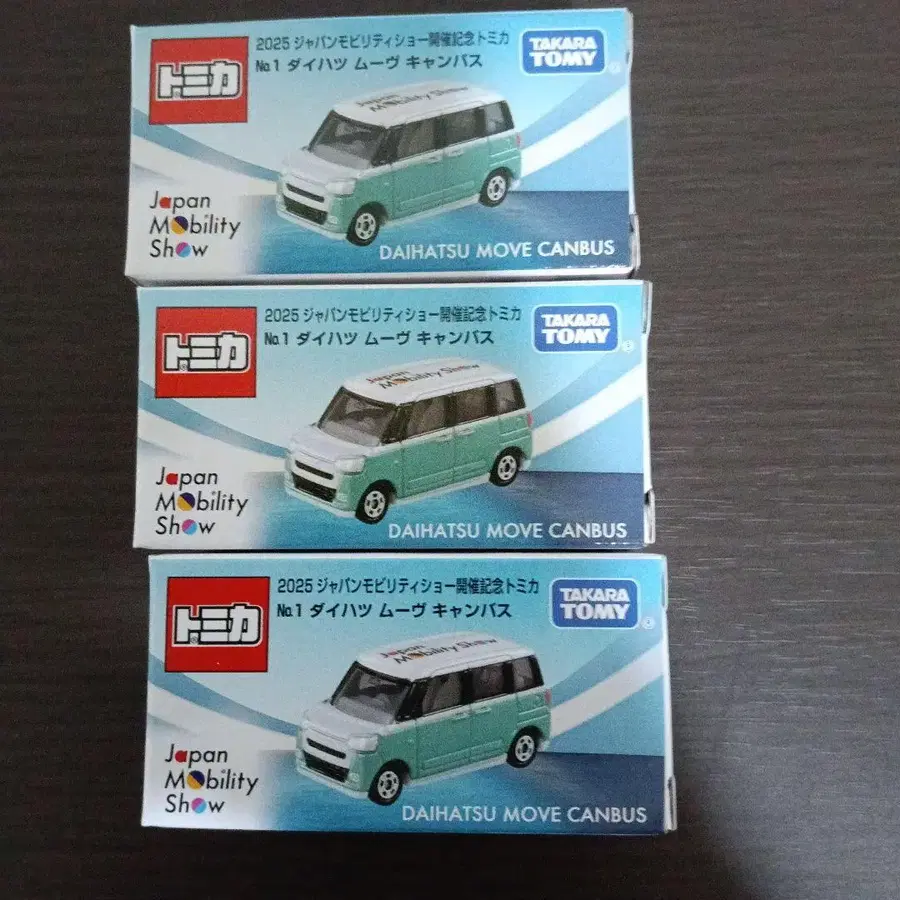 トミカ
2025 ジャパンモビリティショー開催記念トミカ
No.1 ダイハツ ムーヴ キャンバス
TAKARA
TOMY
Japan
Mobility Show
Japan
Mobility
Show
DAIHATSU MOVE CANBUS
トミカ
2025 ジャパンモビリティショー開催記念トミカ
No.1 ダイハツ ムーヴ キャンバス
TAKARA
TOMY
Japan
Mobility Show
Japan
Mobility
Show
DAIHATSU MOVE CANBUS
トミカ
2025 ジャパンモビリティショー開催記念トミカ
No.1 ダイハツ ムーヴ キャンバス
TAKARA
TOMY
Japan
Mobility Show
Japan
Mobility
Show
DAIHATSU MOVE CANBUS